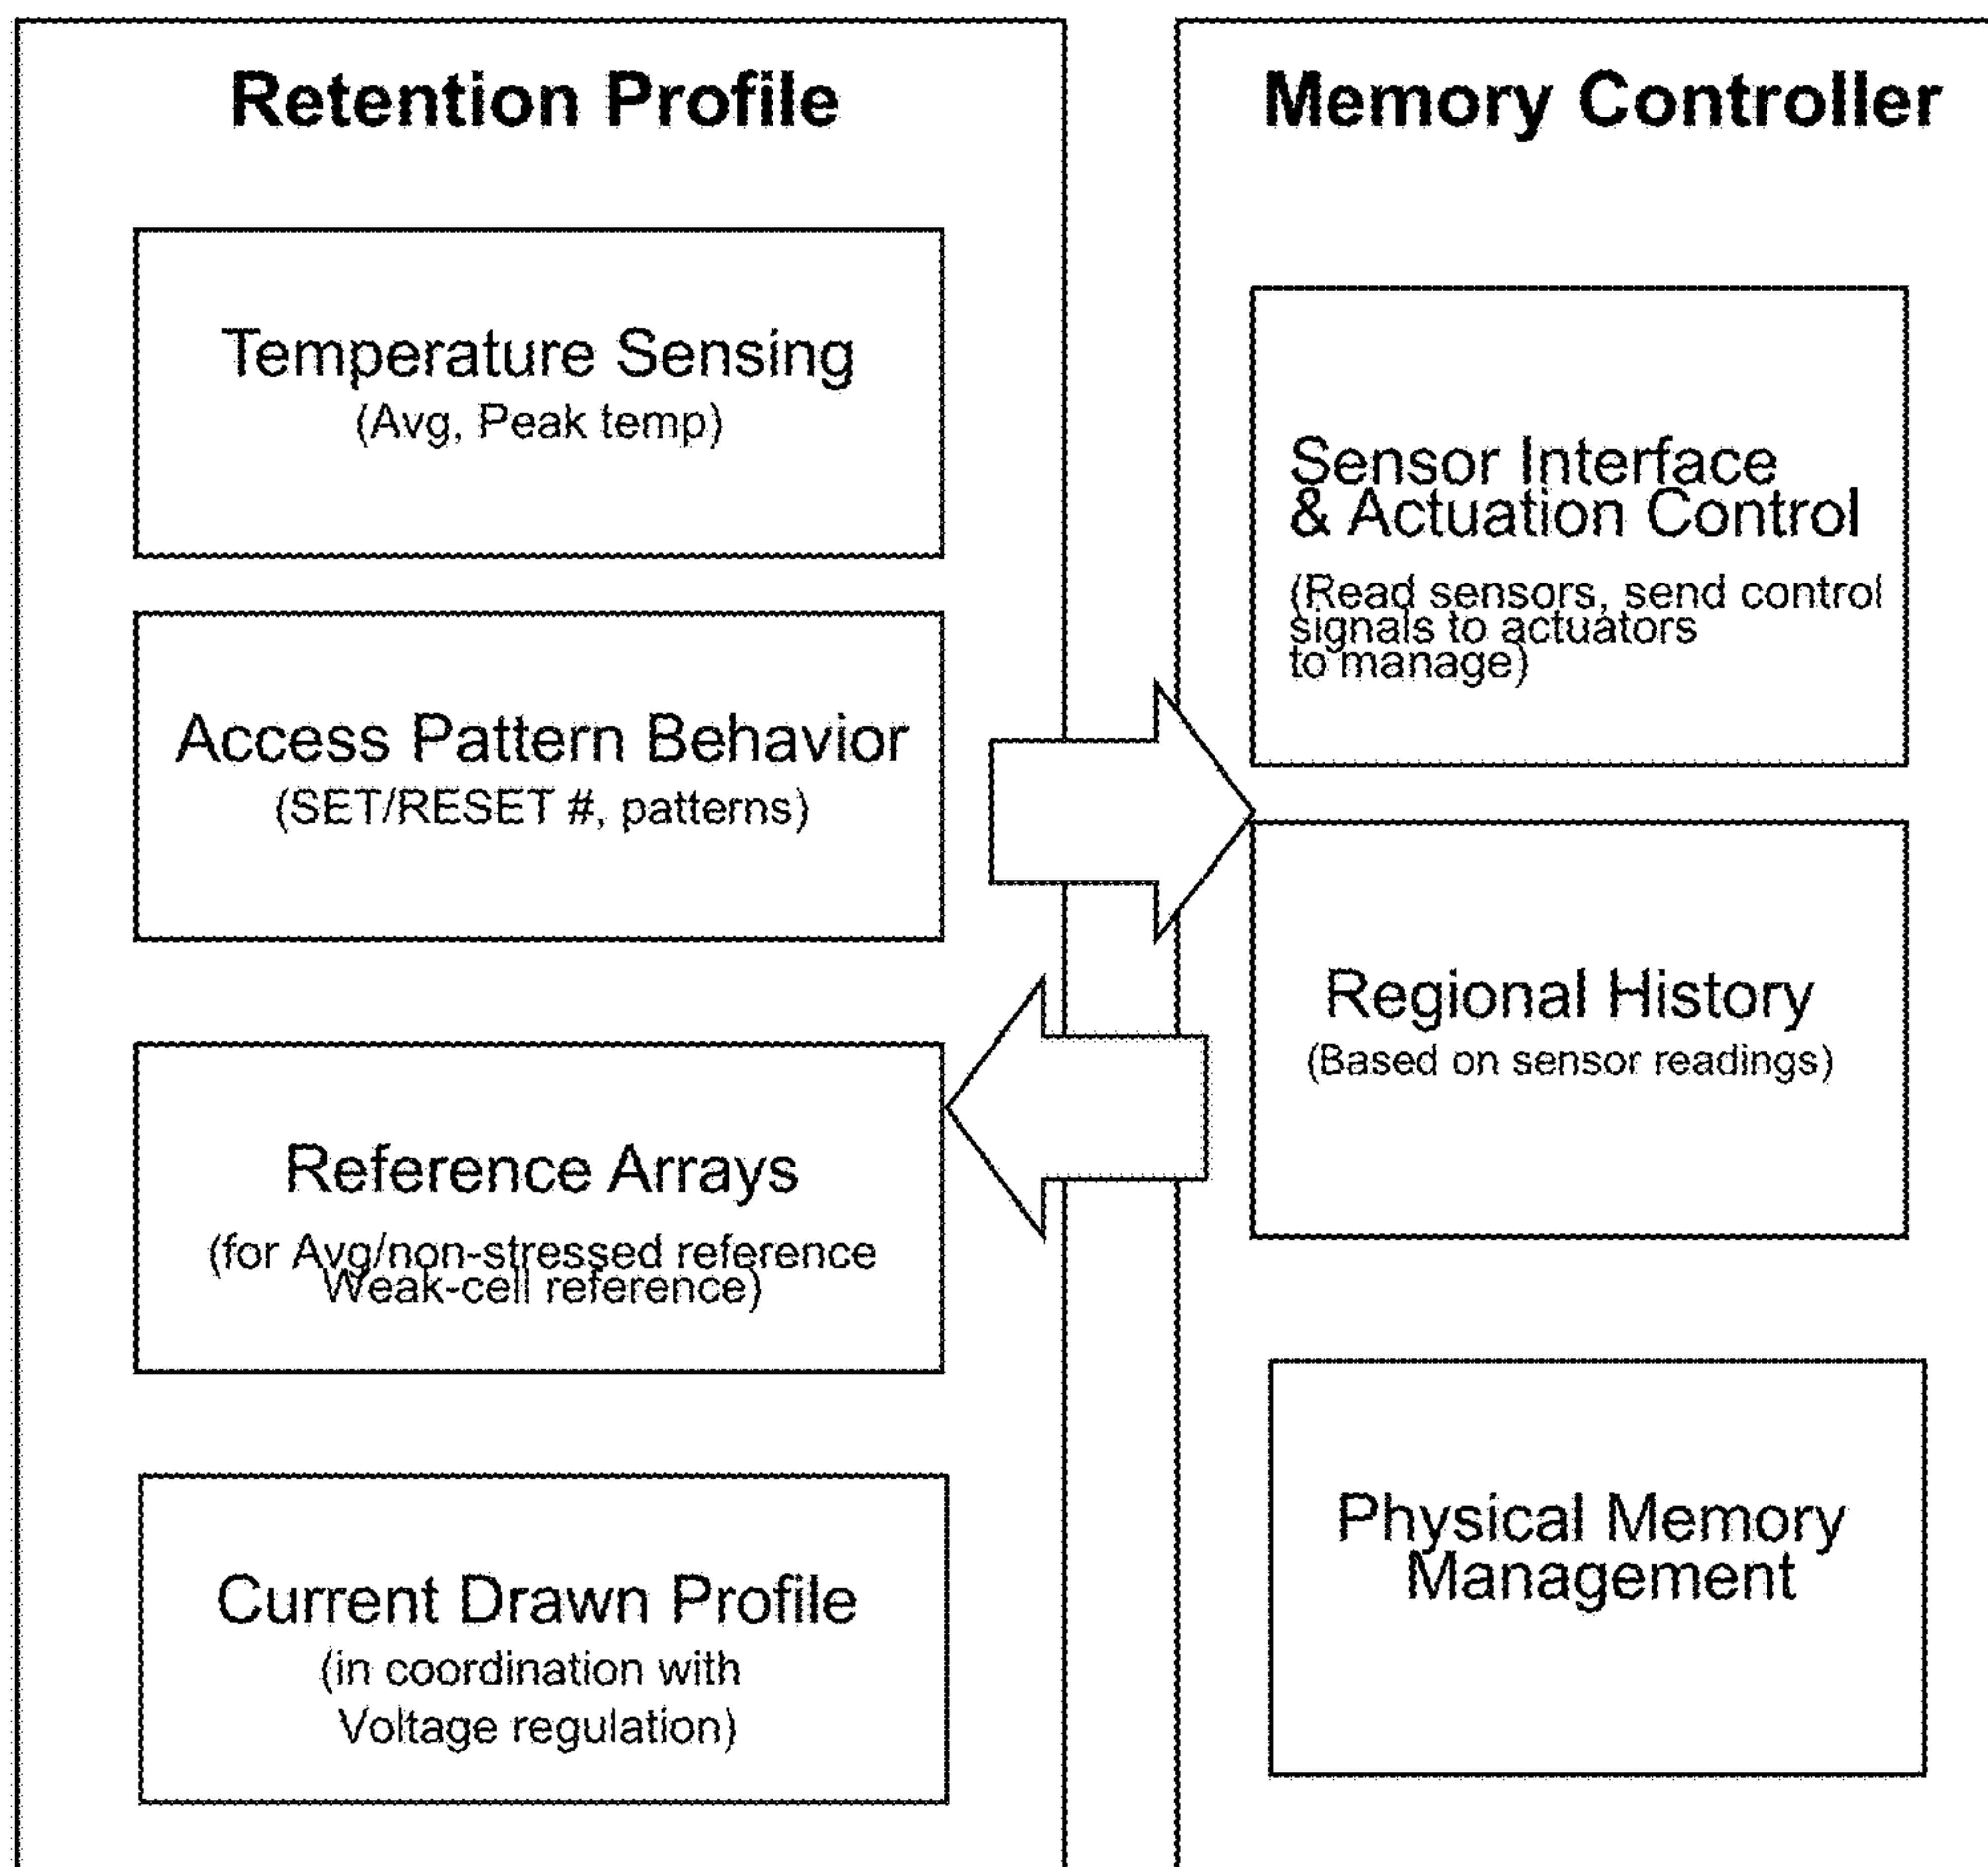 Retention Profile
Temperature Sensing
(Avg, Peak temp)
Access Pattern Behavior
(SET/RESET #, patterns)
Reference Arrays
(for Avg/non-stressed reference
Weak-cell reference)
Current Drawn Profile
(in coordination with
Voltage regulation)
Memory Controller
Sensor Interface
& Actuation Control
(Read sensors, send control
signals to actuators
to manage)
Regional History
(Based on sensor readings)
Physical Memory
Management